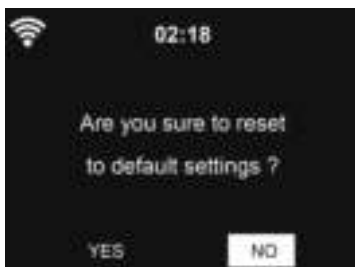 02:18
Are you sure to reset
to default settings ?
YES NO